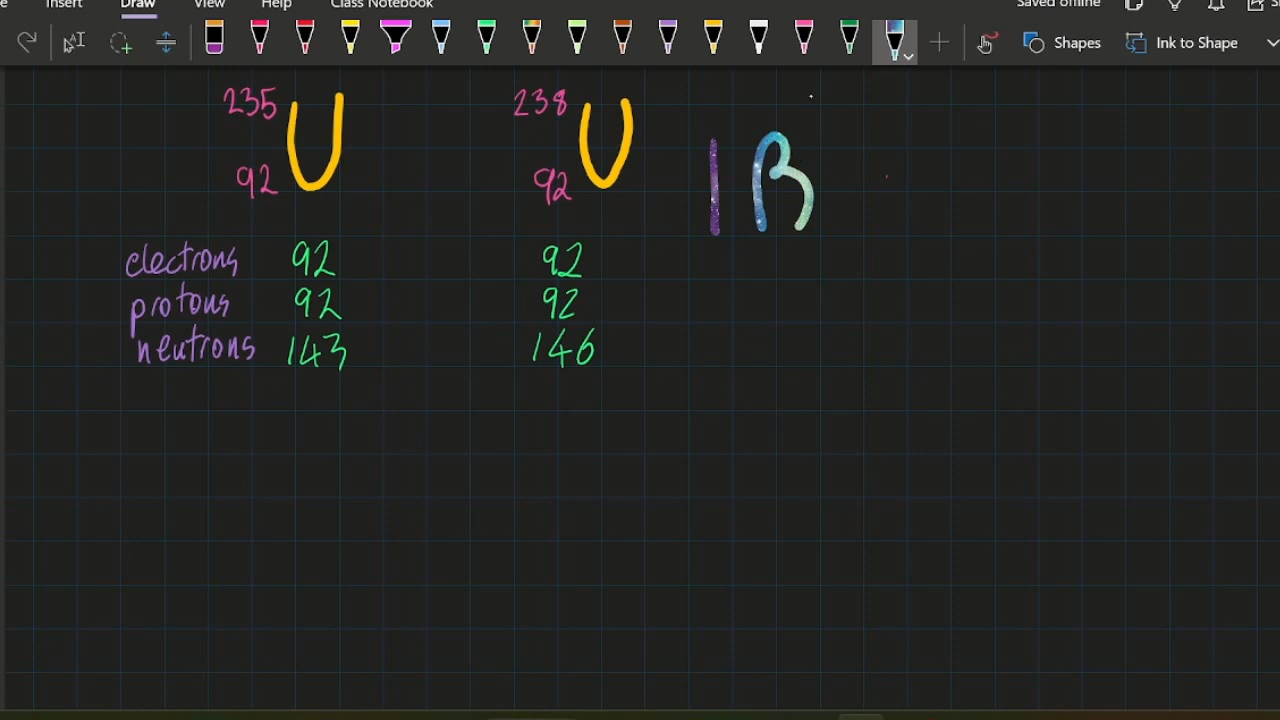 Insert Draw View Help Class Notebook Saved offline
Shapes Ink to Shape
235 U 238 U
92 92
electrons 92 92
protons 92 92
neutrons 143 146